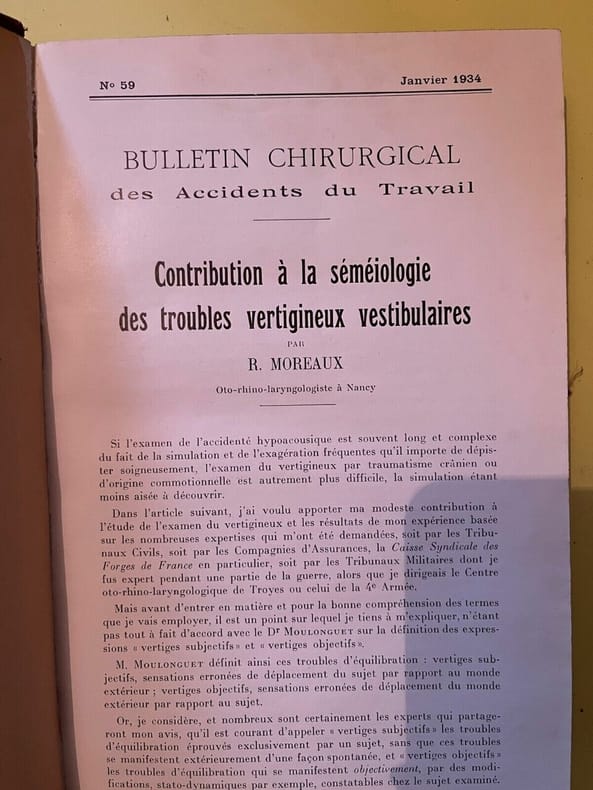 No 59
Janvier 1934
BULLETIN CHIRURGICAL
des Accidents du Travail
Contribution à la séméiologie
des troubles vertigineux vestibulaires
PAR
R. MOREAUX
Oto-rhino-laryngologiste à Nancy
Si l'examen de l'accidenté hypoacousique est souvent long et complexe
du fait de la simulation et de l'exagération fréquentes qu'il importe de dépis-
ter soigneusement, l'examen du vertigineux par traumatisme crânien ou
d'origine commotionnelle est autrement plus difficile, la simulation étant
moins aisée à découvrir.
Dans l'article suivant, j'ai voulu apporter ma modeste contribution à
l'étude de l'examen du vertigineux et les résultats de mon expérience basée
sur les nombreuses expertises qui m'ont été demandées, soit par les Tribu-
naux Civils, soit par les Compagnies d'Assurances, la Caisse Syndicale des
Forges de France en particulier, soit par les Tribunaux Militaires dont je
fus expert pendant une partie de la guerre, alors que je dirigeais le Centre
oto-rhino-laryngologique de Troyes ou celui de la 4e Armée.
Mais avant d'entrer en matière et pour la bonne compréhension des termes
que je vais employer, il est un point sur lequel je tiens à m'expliquer, n'étant
pas tout à fait d'accord avec le Dr MOULONGUET sur la définition des expres-
sions « vertiges subjectifs » et « vertiges objectifs ».
M. MOULONGUET définit ainsi ces troubles d'équilibration : vertiges sub-
jectifs, sensations erronées de déplacement du sujet par rapport au monde
extérieur ; vertiges objectifs, sensations erronées de déplacement du monde
extérieur par rapport au sujet.
Or, je considère, et nombreux sont certainement les experts qui partage-
ront mon avis, qu'il est courant d'appeler « vertiges subjectifs » les troubles
d'équilibration éprouvés exclusivement par un sujet, sans que ces troubles
se manifestent extérieurement d'une façon spontanée, et « vertiges objectifs »
les troubles d'équilibration qui se manifestent objectivement, par des modi-
fications, stato-dynamiques par exemple, constatables chez le sujet examiné.